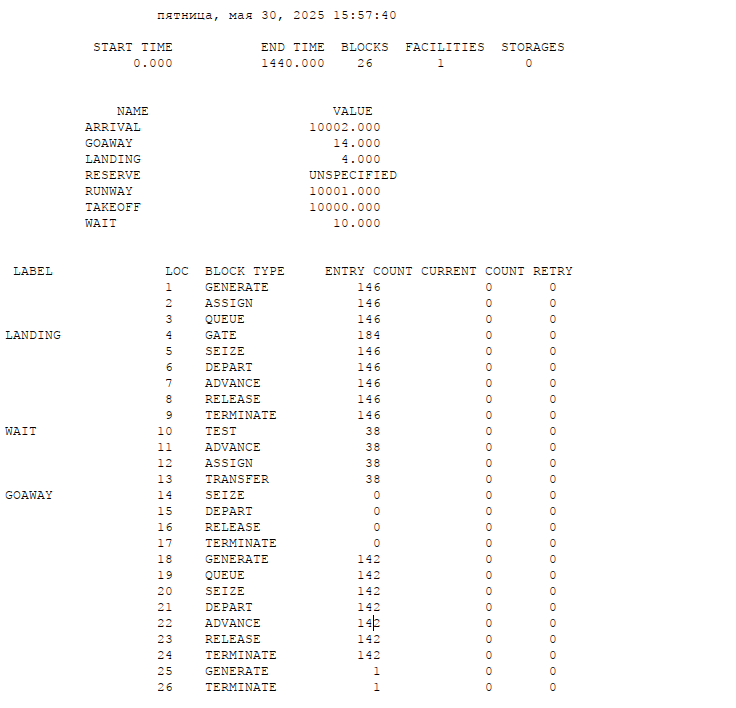 пятница, мая 30, 2025 15:57:40
START TIME END TIME BLOCKS FACILITIES STORAGES
0.000 1440.000 26 1 0
NAME VALUE
ARRIVAL 10002.000
GOAWAY 14.000
LANDING 4.000
RESERVE UNSPECIFIED
RUNWAY 10001.000
TAKEOFF 10000.000
WAIT 10.000
LABEL LOC BLOCK TYPE ENTRY COUNT CURRENT COUNT RETRY
1 GENERATE 146 0 0
2 ASSIGN 146 0 0
3 QUEUE 146 0 0
LANDING 4 GATE 184 0 0
5 SEIZE 146 0 0
6 DEPART 146 0 0
7 ADVANCE 146 0 0
8 RELEASE 146 0 0
9 TERMINATE 146 0 0
WAIT 10 TEST 38 0 0
11 ADVANCE 38 0 0
12 ASSIGN 38 0 0
13 TRANSFER 38 0 0
GOAWAY 14 SEIZE 0 0 0
15 DEPART 0 0 0
16 RELEASE 0 0 0
17 TERMINATE 0 0 0
18 GENERATE 142 0 0
19 QUEUE 142 0 0
20 SEIZE 142 0 0
21 DEPART 142 0 0
22 ADVANCE 142 0 0
23 RELEASE 142 0 0
24 TERMINATE 142 0 0
25 GENERATE 1 0 0
26 TERMINATE 1 0 0